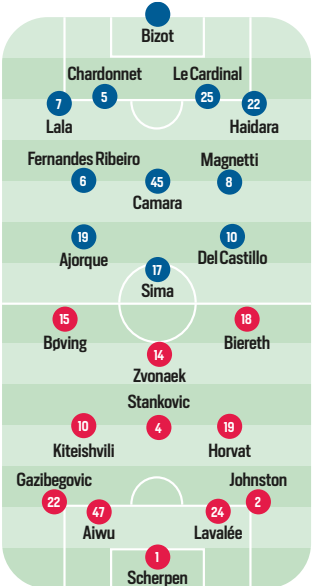 Bizot
Chardonnet Le Cardinal
7 5 25 22
Lala Haidara
Fernandes Ribeiro Magnetti
6 45 8
Camara
19 10
Ajorque Del Castillo
17
Sima
15 18
Bøving Biereth
14
Zvonaek
Stankovic
10 4 19
Kiteishvili Horvat
Gazibegovic Johnston
22 47 24 2
Aiwu Lavalée
1
Scherpen